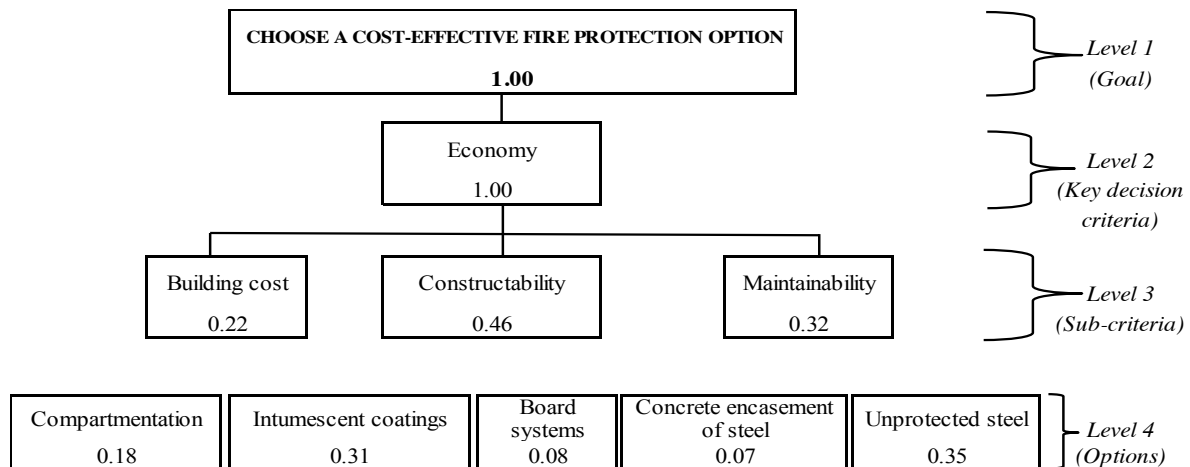 CHOOSE A COST-EFFECTIVE FIRE PROTECTION OPTION
1.00
Level 1
(Goal)
Economy
1.00
Level 2
(Key decision
criteria)
Building cost
0.22
Constructability
0.46
Maintainability
0.32
Level 3
(Sub-criteria)
Compartmentation
0.18
Intumescent coatings
0.31
Board
systems
0.08
Concrete encasement
of steel
0.07
Unprotected steel
0.35
Level 4
(Options)